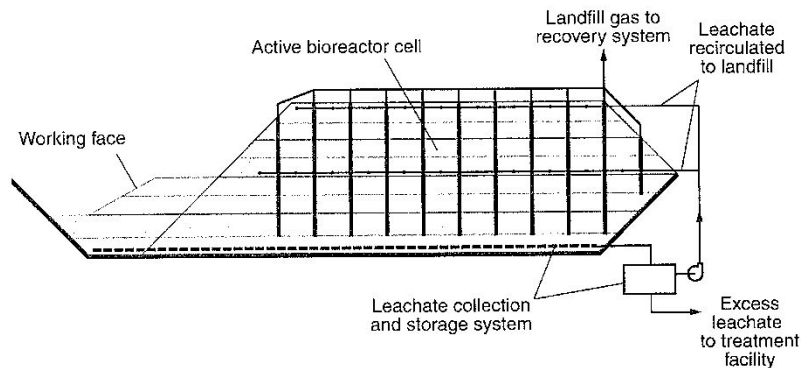 Landfill gas to
recovery system
Leachate
recirculated
to landfill
Active bioreactor cell
Working face
Leachate collection
and storage system
Excess
leachate
to treatment
facility